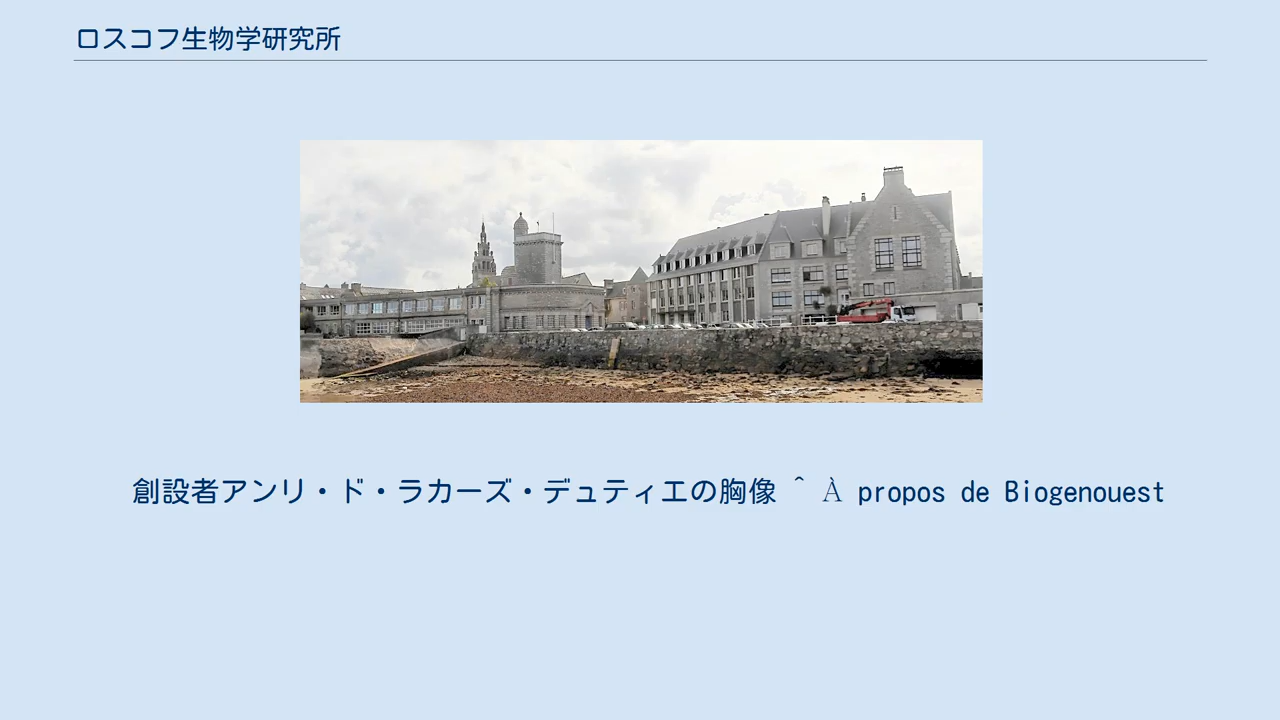 ロスコフ生物学研究所
創設者アンリ・ド・ラカーズ・デュティエの胸像 ^ À propos de Biogenouest